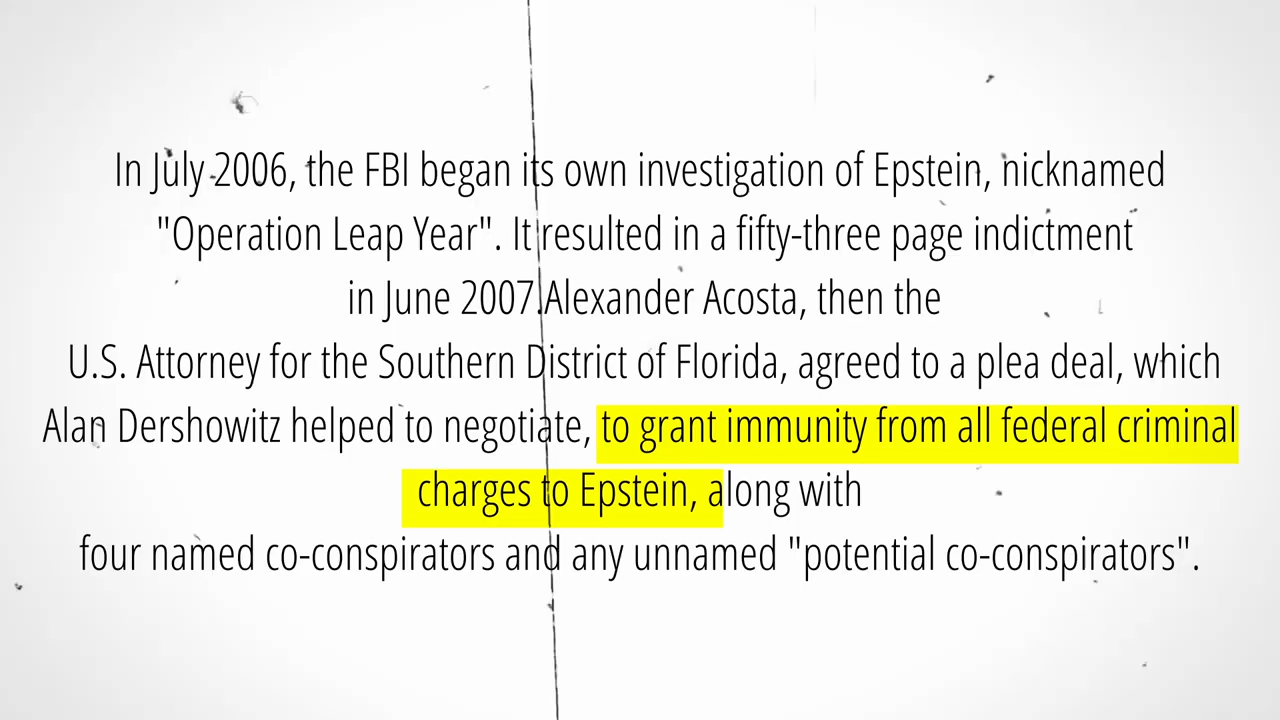 In July 2006, the FBI began its own investigation of Epstein, nicknamed
"Operation Leap Year". It resulted in a fifty-three page indictment
in June 2007.Alexander Acosta, then the
U.S. Attorney for the Southern District of Florida, agreed to a plea deal, which
Alan Dershowitz helped to negotiate, to grant immunity from all federal criminal
charges to Epstein, along with
four named co-conspirators and any unnamed "potential co-conspirators".